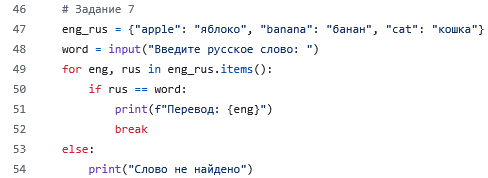 46 # Задание 7
47 eng_rus = {"apple": "яблоко", "banana": "банан", "cat": "кошка"}
48 word = input("Введите русское слово: ")
49 for eng, rus in eng_rus.items():
50     if rus == word:
51         print(f"Перевод: {eng}")
52         break
53 else:
54     print("Слово не найдено")